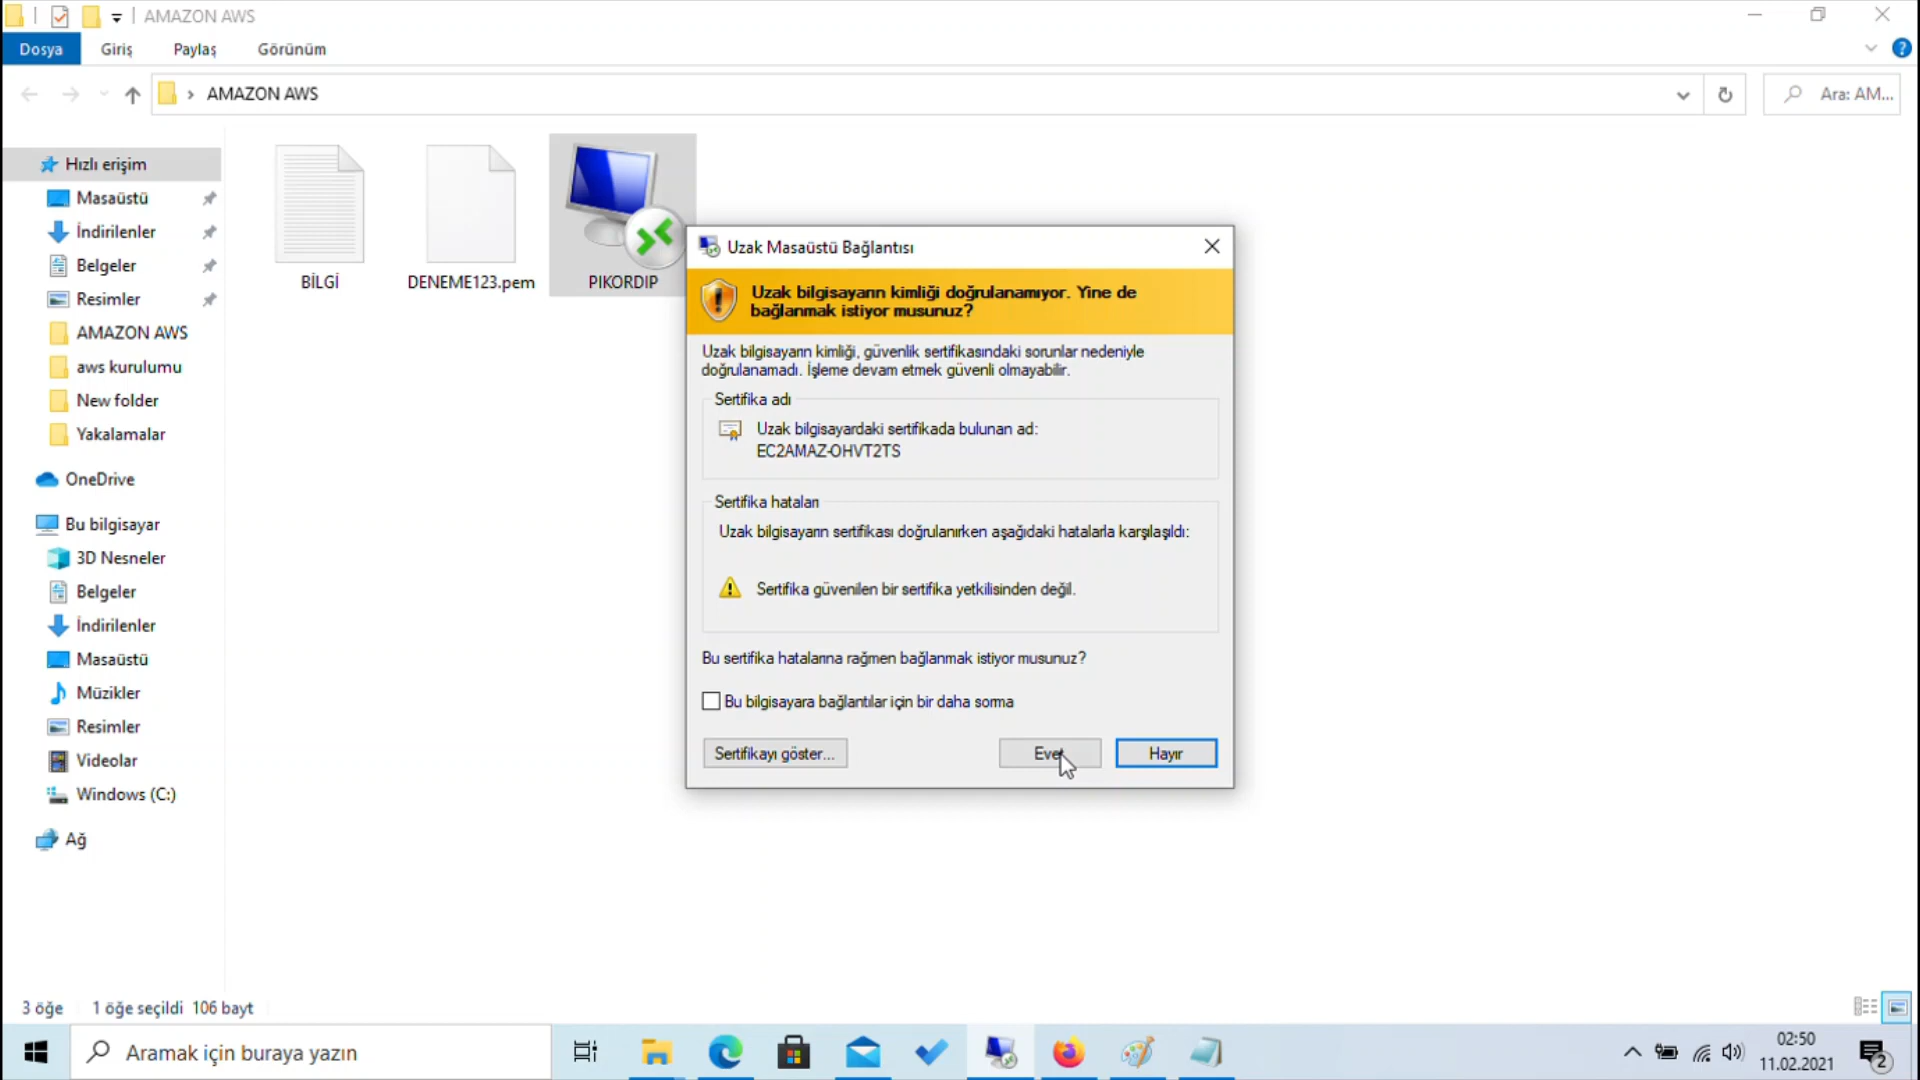 AMAZON AWS
Dosya
Giriş
Paylaş
Görünüm
AMAZON AWS
Ara: AM...
Hızlı erişim
Masaüstü
İndirilenler
Belgeler
Resimler
AMAZON AWS
aws kurulumu
New folder
Yakalamalar
OneDrive
Bu bilgisayar
3D Nesneler
Belgeler
İndirilenler
Masaüstü
Müzikler
Resimler
Videolar
Windows (C:)
Ağ
BİLGİ
DENEME123.pem
PIKORDIP
Uzak Masaüstü Bağlantısı
Uzak bilgisayarın kimliği doğrulanamıyor. Yine de
bağlanmak istiyor musunuz?
Uzak bilgisayarın kimliği, güvenlik sertifikasındaki sorunlar nedeniyle
doğrulanamadı. İşleme devam etmek güvenli olmayabilir.
Sertifika adı
Uzak bilgisayardaki sertifikada bulunan ad:
EC2AMAZ-OHVT2TS
Sertifika hataları
Uzak bilgisayarın sertifikası doğrulanırken aşağıdaki hatalarla karşılaşıldı:
Sertifika güvenilen bir sertifika yetkilisinden değil.
Bu sertifika hatalarına rağmen bağlanmak istiyor musunuz?
Bu bilgisayara bağlantılar için bir daha sorma
Sertifikayı göster...
Evet
Hayır
3 öğe
1 öğe seçildi 106 bayt
Aramak için buraya yazın
02:50
11.02.2021
2